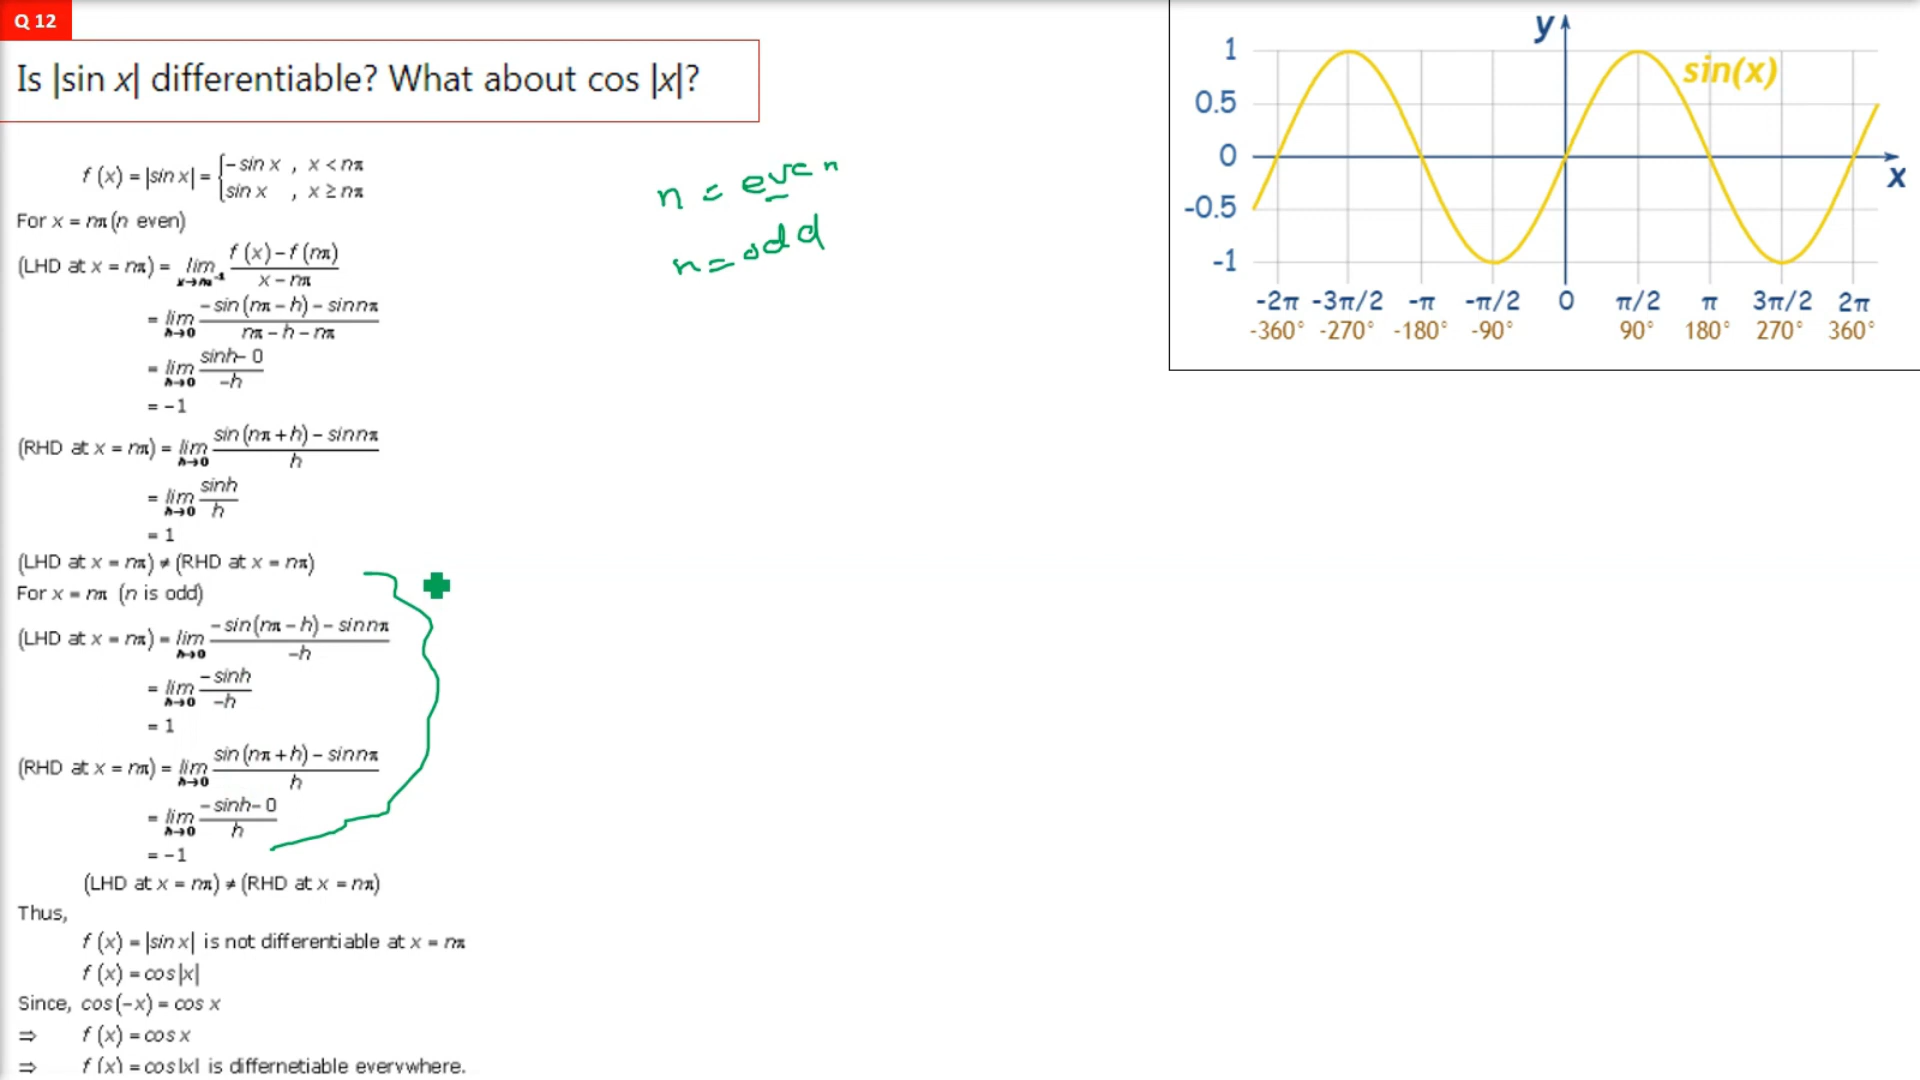 Q 12
Is |sin x| differentiable? What about cos |x|?
f (x) = |sin x| = { - sin x , x < nπ
sin x , x ≥ nπ
For x = nπ (n even)
(LHD at x = nπ) = lim f (x) - f (nπ) / x - nπ
= lim h→0 - sin (nπ - h) - sin nπ / nπ - h - nπ
= lim h→0 sinh - 0 / -h
= -1
(RHD at x = nπ) = lim h→0 sin (nπ + h) - sin nπ / h
= lim h→0 sinh / h
= 1
(LHD at x = nπ) ≠ (RHD at x = nπ)
For x = nπ (n is odd)
(LHD at x = nπ) = lim h→0 - sin (nπ - h) - sin nπ / -h
= lim h→0 - sinh / -h
= 1
(RHD at x = nπ) = lim h→0 sin (nπ + h) - sin nπ / h
= lim h→0 - sinh - 0 / h
= -1
(LHD at x = nπ) ≠ (RHD at x = nπ)
Thus,
f (x) = |sin x| is not differentiable at x = nπ
f (x) = cos |x|
Since, cos (-x) = cos x
⇒ f (x) = cos x
⇒ f (x) = cos |x| is differnetiable everywhere.
n = even
n = odd
y
sin(x)
1
0.5
0
x
-0.5
-1
-2π -3π/2 -π -π/2 0 π/2 π 3π/2 2π
-360° -270° -180° -90° 90° 180° 270° 360°